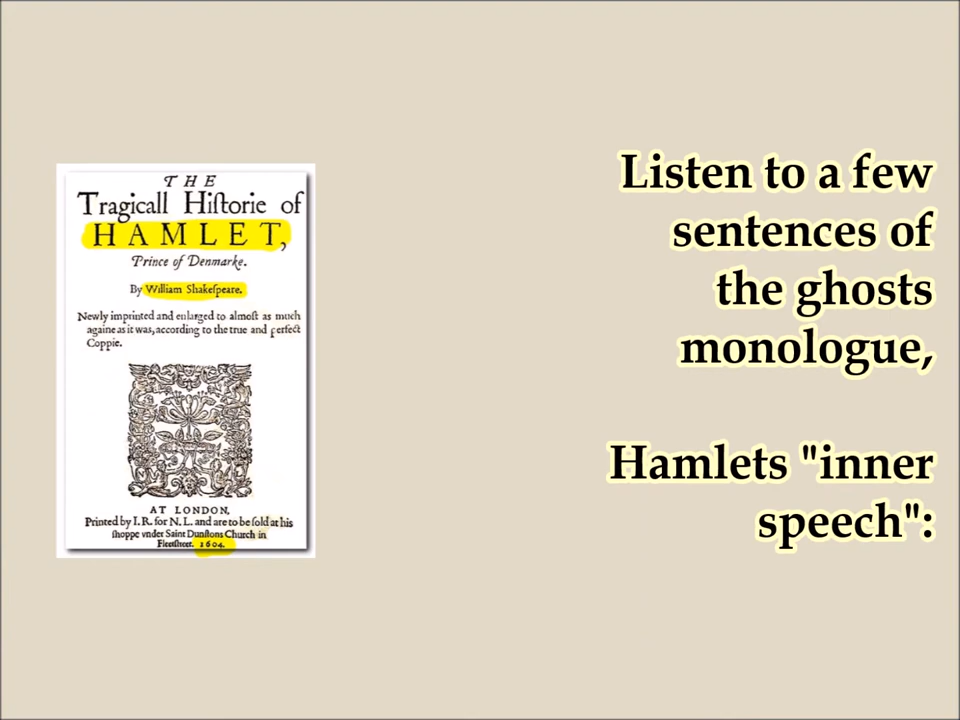 THE
Tragicall Hiſtorie of
HAMLET,
Prince of Denmarke.
By William Shakeſpeare.
Newly imprinted and enlarged to almoſt as much
againe as it was, according to the true and perfect
Coppie.
AT LONDON,
Printed by I. R. for N. L. and are to be ſold at his
ſhoppe vnder Saint Dunſtons Church in
Fleetſtreet. 1604.
Listen to a few
sentences of
the ghosts
monologue,
Hamlets "inner
speech":